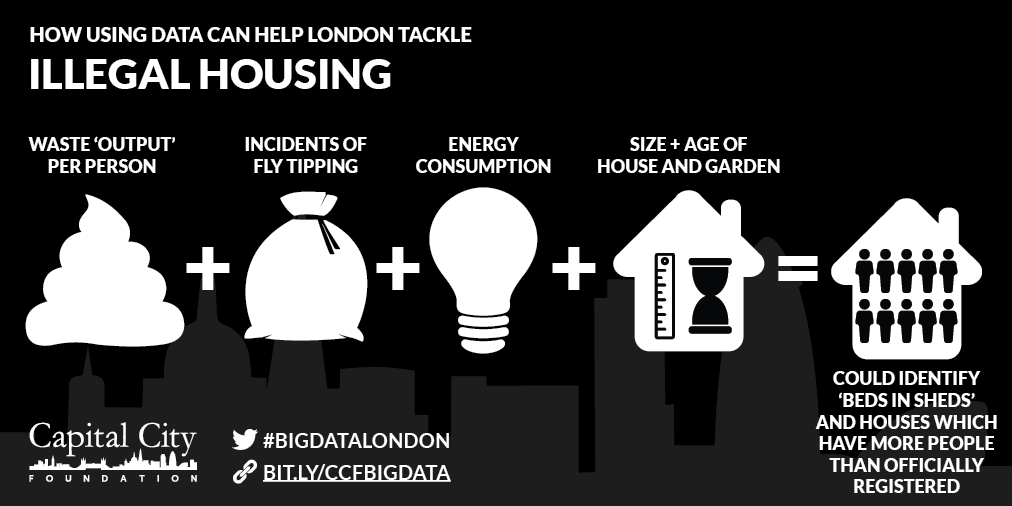 HOW USING DATA CAN HELP LONDON TACKLE
ILLEGAL HOUSING
WASTE ‘OUTPUT’
PER PERSON
INCIDENTS OF
FLY TIPPING
ENERGY
CONSUMPTION
SIZE + AGE OF
HOUSE AND GARDEN
+
+
+
=
COULD IDENTIFY
‘BEDS IN SHEDS’
AND HOUSES WHICH
HAVE MORE PEOPLE
THAN OFFICIALLY
REGISTERED
Capital City
FOUNDATION
#BIGDATALONDON
BIT.LY/CCFBIGDATA